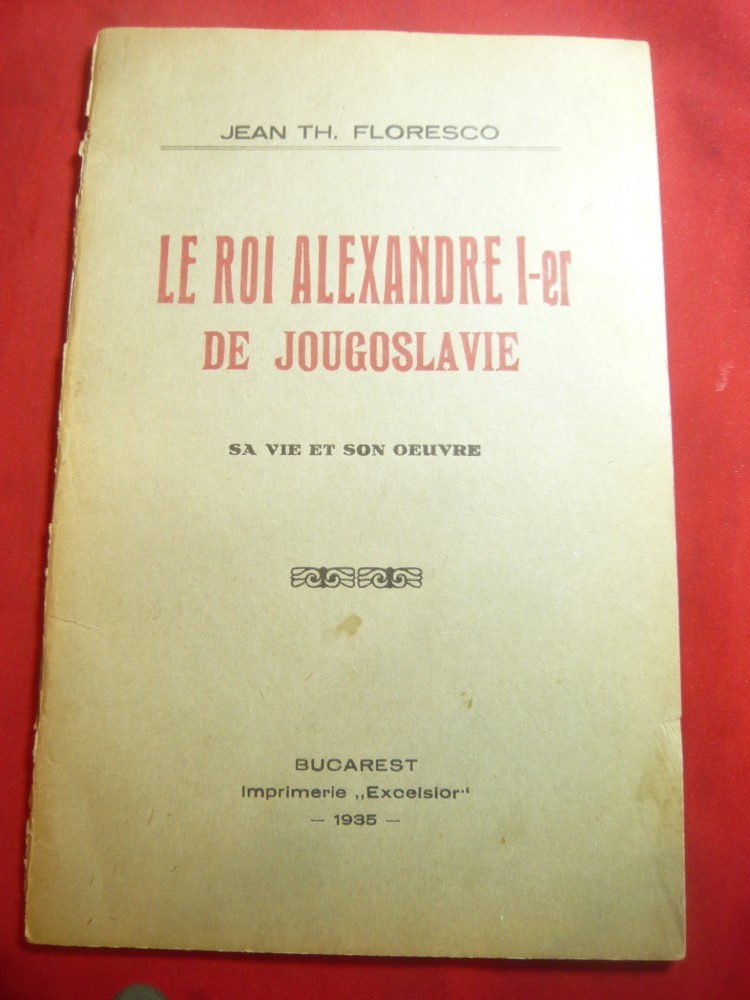 JEAN TH. FLORESCO
LE ROI ALEXANDRE I-er
DE JOUGOSLAVIE
SA VIE ET SON OEUVRE
BUCAREST
Imprimerie „Excelsior"
— 1935 —